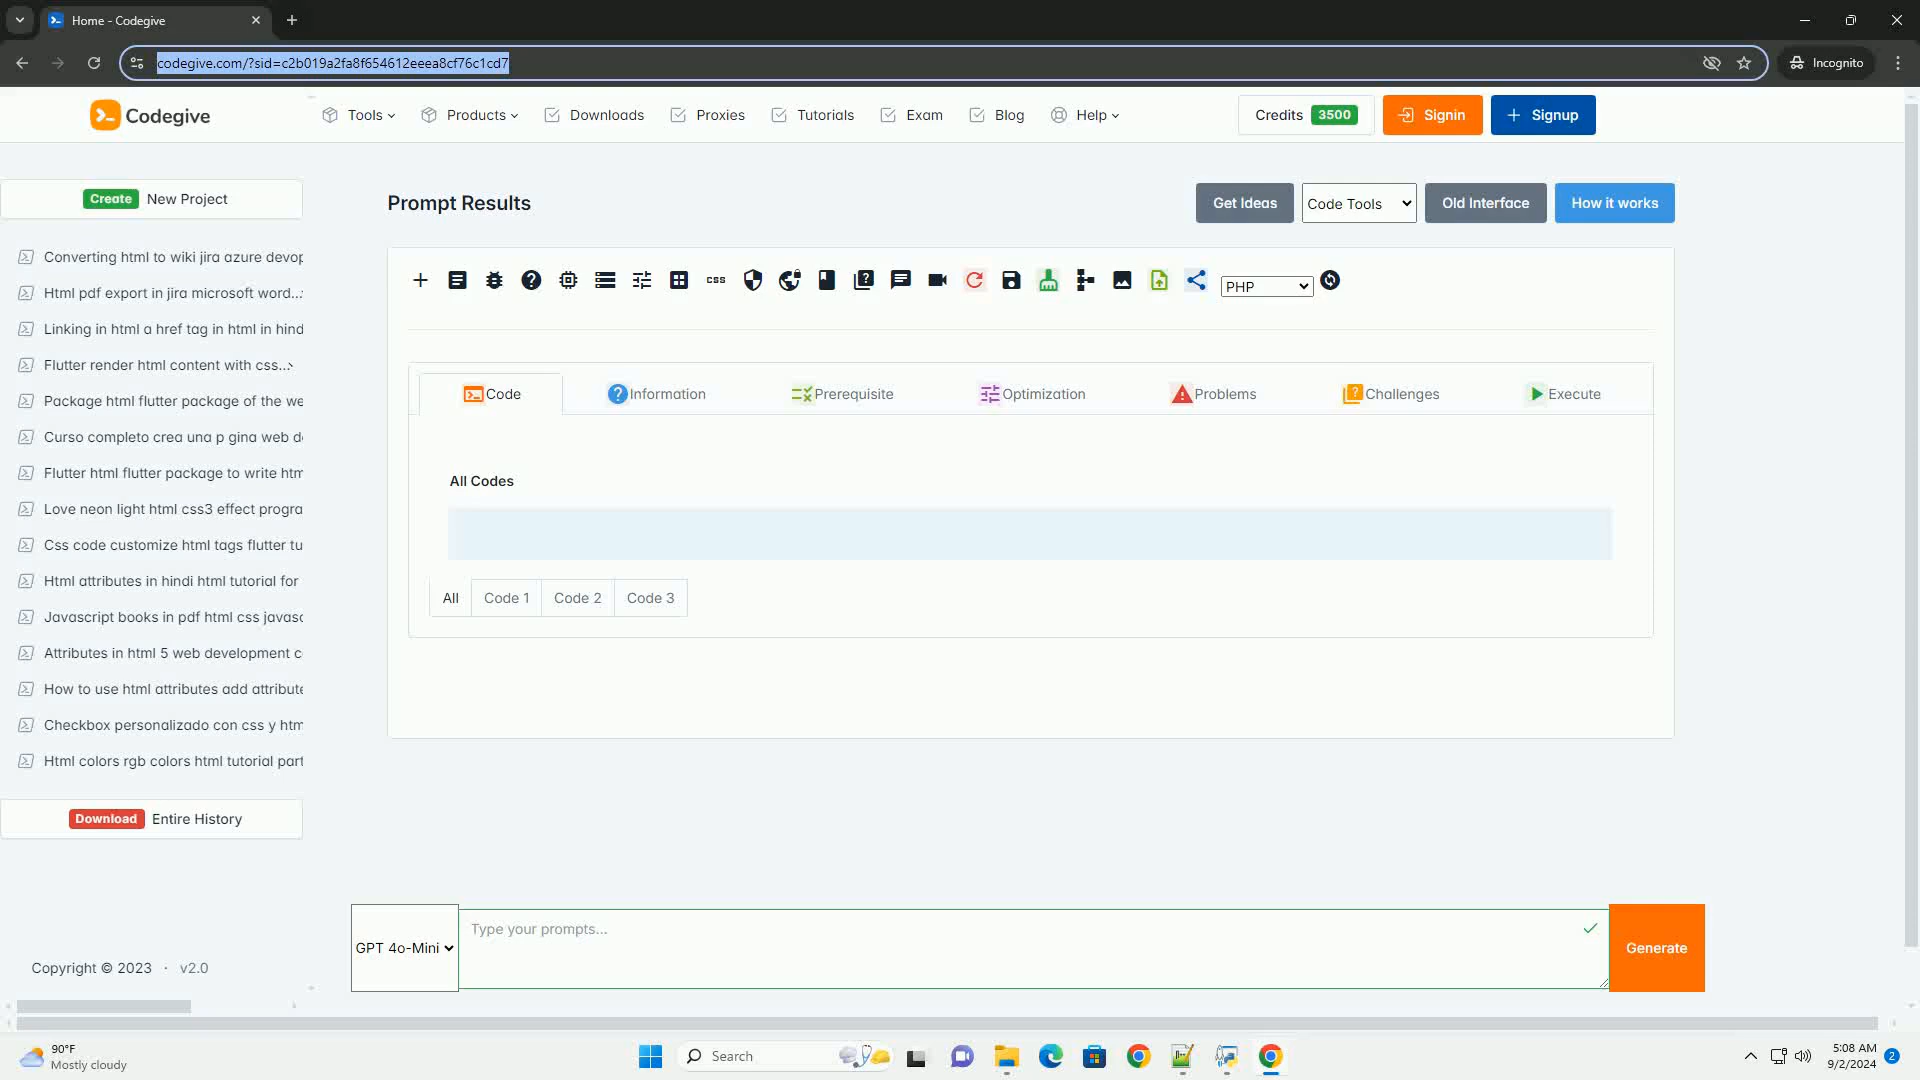 Home - Codegive
codegive.com/?sid=c2b019a2fa8f654612eeea8cf76c1cd7
Incognito
Codegive
Tools
Products
Downloads
Proxies
Tutorials
Exam
Blog
Help
Credits 3500
Signin
Signup
Create New Project
Prompt Results
Get Ideas
Code Tools
Old Interface
How it works
Converting html to wiki jira azure devop
Html pdf export in jira microsoft word...
Linking in html a href tag in html in hind
Flutter render html content with css...
Package html flutter package of the we
Curso completo crea una p gina web d
Flutter html flutter package to write htm
Love neon light html css3 effect progra
Css code customize html tags flutter tu
Html attributes in hindi html tutorial for
Javascript books in pdf html css javasc
Attributes in html 5 web development c
How to use html attributes add attribute
Checkbox personalizado con css y htm
Html colors rgb colors html tutorial part
Download Entire History
css
PHP
Code
Information
Prerequisite
Optimization
Problems
Challenges
Execute
All Codes
All
Code 1
Code 2
Code 3
GPT 4o-Mini
Type your prompts...
Generate
Copyright © 2023 · v2.0
90°F
Mostly cloudy
Search
5:08 AM
9/2/2024
2